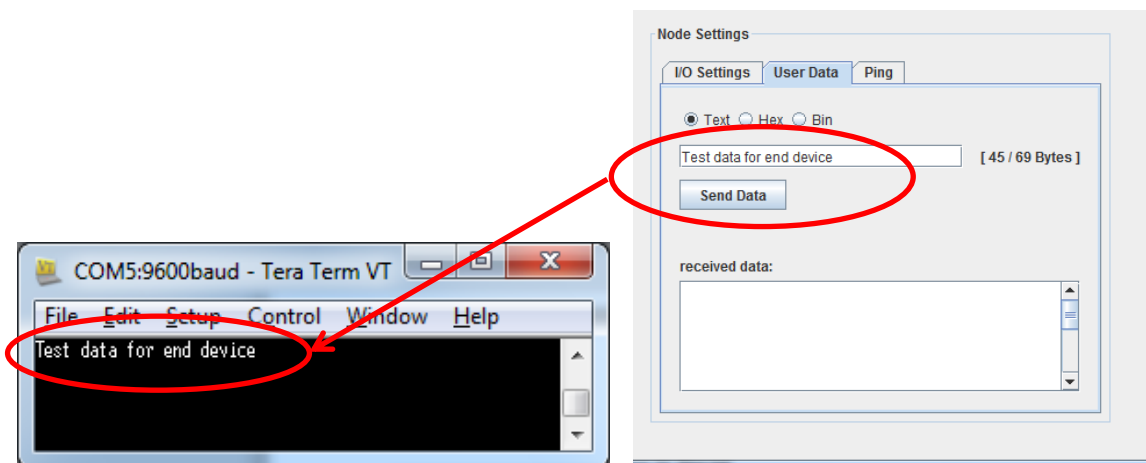 Node Settings
I/O Settings User Data Ping
Text Hex Bin
Test data for end device [ 45 / 69 Bytes ]
Send Data
received data:
VT COM5:9600baud - Tera Term VT
File Edit Setup Control Window Help
Test data for end device